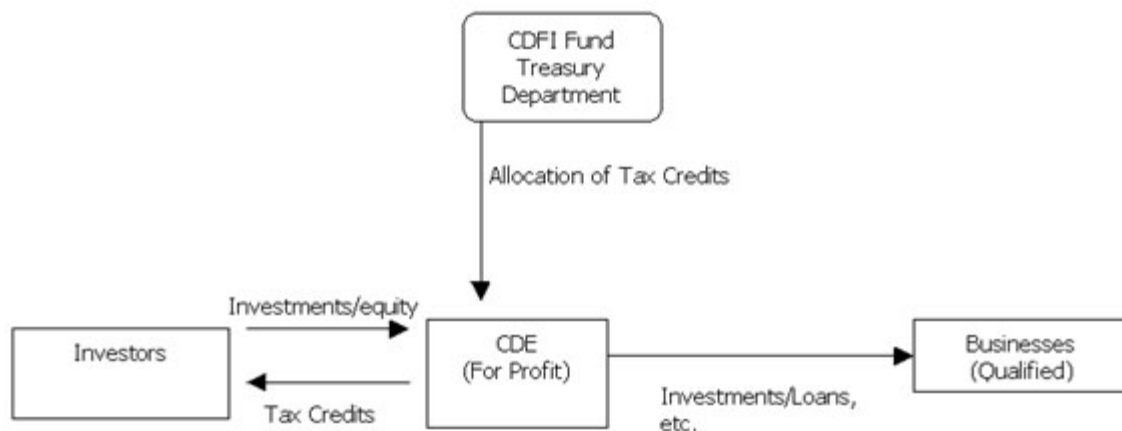 CDFI Fund
Treasury
Department
Allocation of Tax Credits
Investments/equity
Investors
Tax Credits
CDE
(For Profit)
Investments/Loans,
etc.
Businesses
(Qualified)